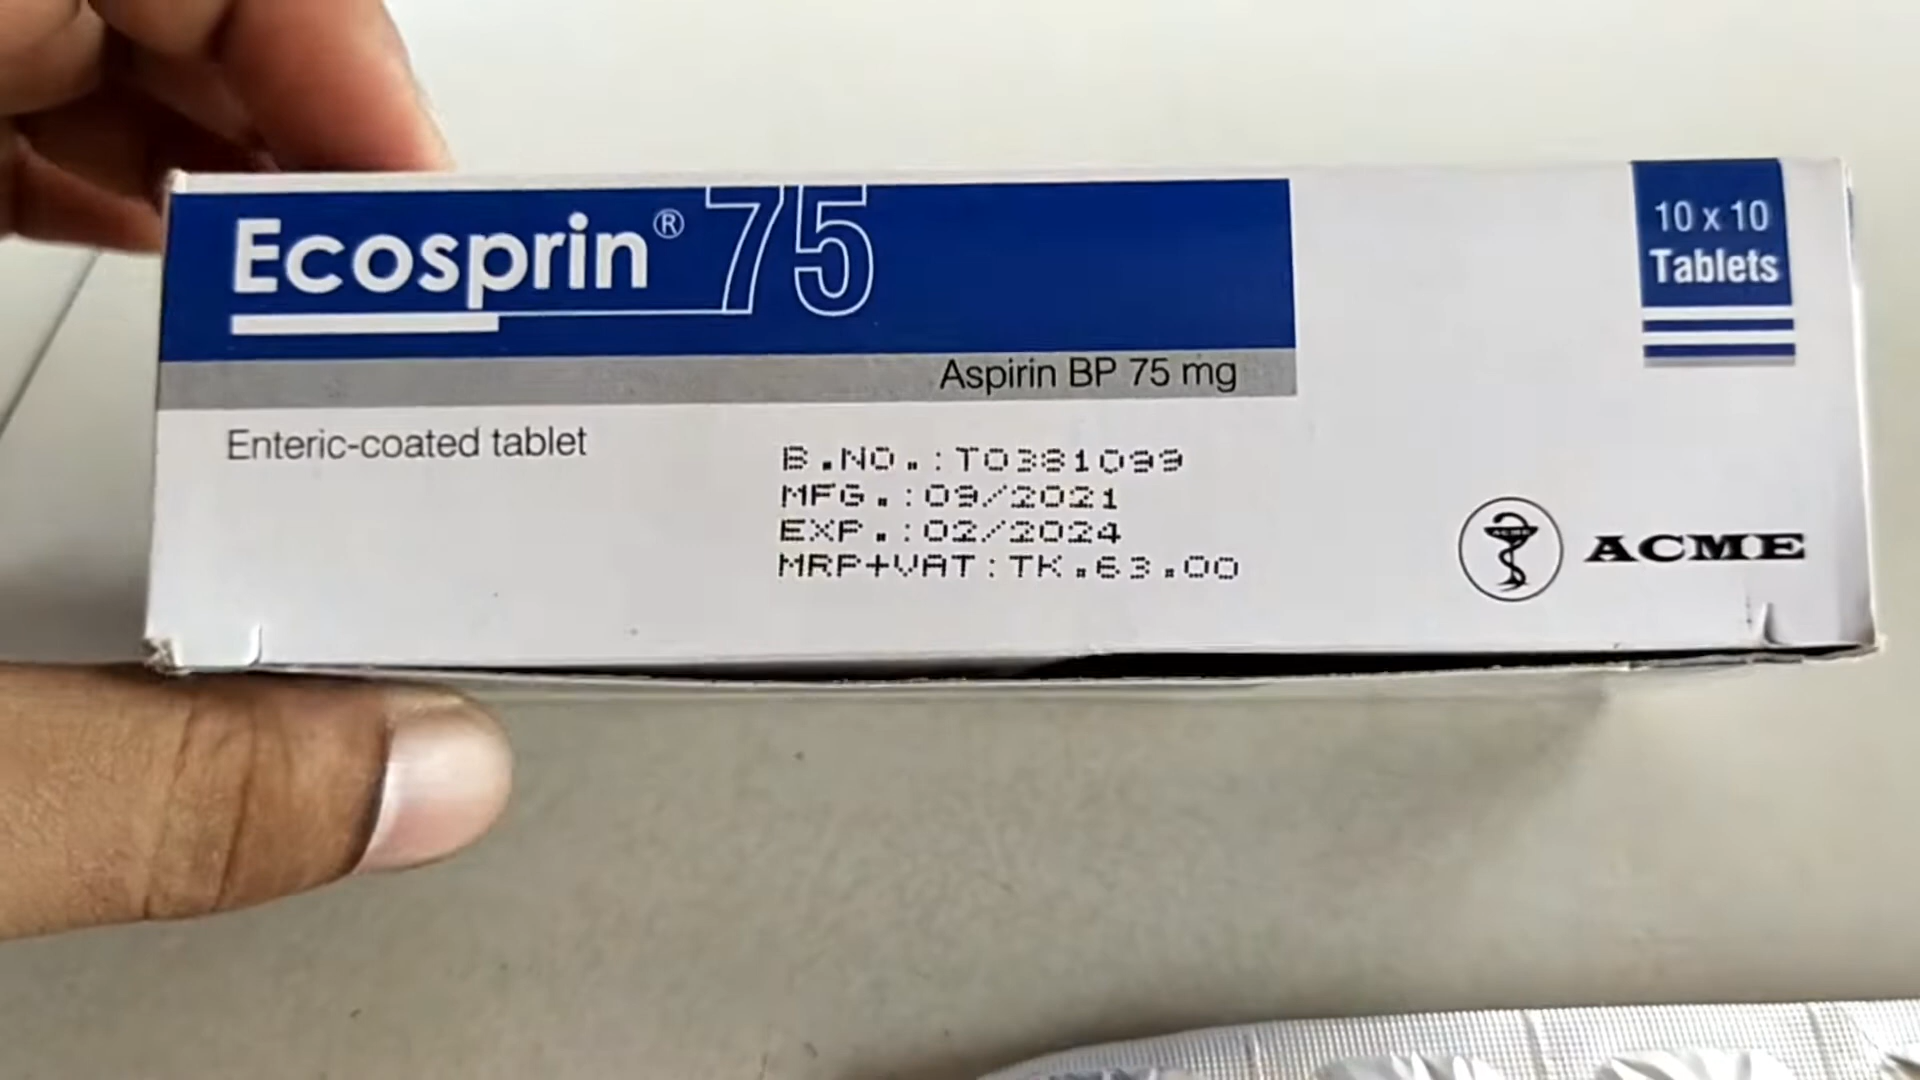 Ecosprin® 75
Aspirin BP 75 mg
Enteric-coated tablet
B.NO.:T0381099
MFG.:09/2021
EXP.:02/2024
MRP+VAT:TK.63.00
10 x 10
Tablets
ACME